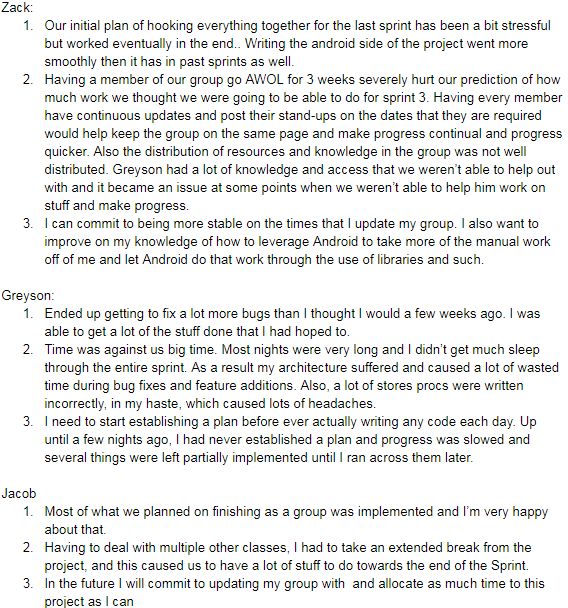 Zack:
1. Our initial plan of hooking everything together for the last sprint has been a bit stressful
but worked eventually in the end.. Writing the android side of the project went more
smoothly then it has in past sprints as well.
2. Having a member of our group go AWOL for 3 weeks severely hurt our prediction of how
much work we thought we were going to be able to do for sprint 3. Having every member
have continuous updates and post their stand-ups on the dates that they are required
would help keep the group on the same page and make progress continual and progress
quicker. Also the distribution of resources and knowledge in the group was not well
distributed. Greyson had a lot of knowledge and access that we weren't able to help out
with and it became an issue at some points when we weren't able to help him work on
stuff and make progress.
3. I can commit to being more stable on the times that I update my group. I also want to
improve on my knowledge of how to leverage Android to take more of the manual work
off of me and let Android do that work through the use of libraries and such.
Greyson:
1. Ended up getting to fix a lot more bugs than I thought I would a few weeks ago. I was
able to get a lot of the stuff done that I had hoped to.
2. Time was against us big time. Most nights were very long and I didn't get much sleep
through the entire sprint. As a result my architecture suffered and caused a lot of wasted
time during bug fixes and feature additions. Also, a lot of stores procs were written
incorrectly, in my haste, which caused lots of headaches.
3. I need to start establishing a plan before ever actually writing any code each day. Up
until a few nights ago, I had never established a plan and progress was slowed and
several things were left partially implemented until I ran across them later.
Jacob
1. Most of what we planned on finishing as a group was implemented and I'm very happy
about that.
2. Having to deal with multiple other classes, I had to take an extended break from the
project, and this caused us to have a lot of stuff to do towards the end of the Sprint.
3. In the future I will commit to updating my group with and allocate as much time to this
project as I can